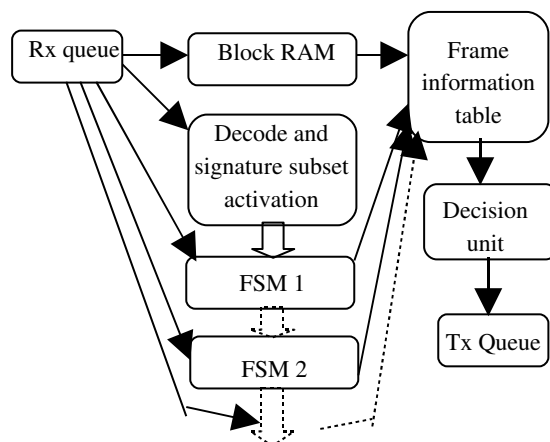 Rx queue
Block RAM
Frame
information
table
Decode and
signature subset
activation
Decision
unit
FSM 1
FSM 2
Tx Queue